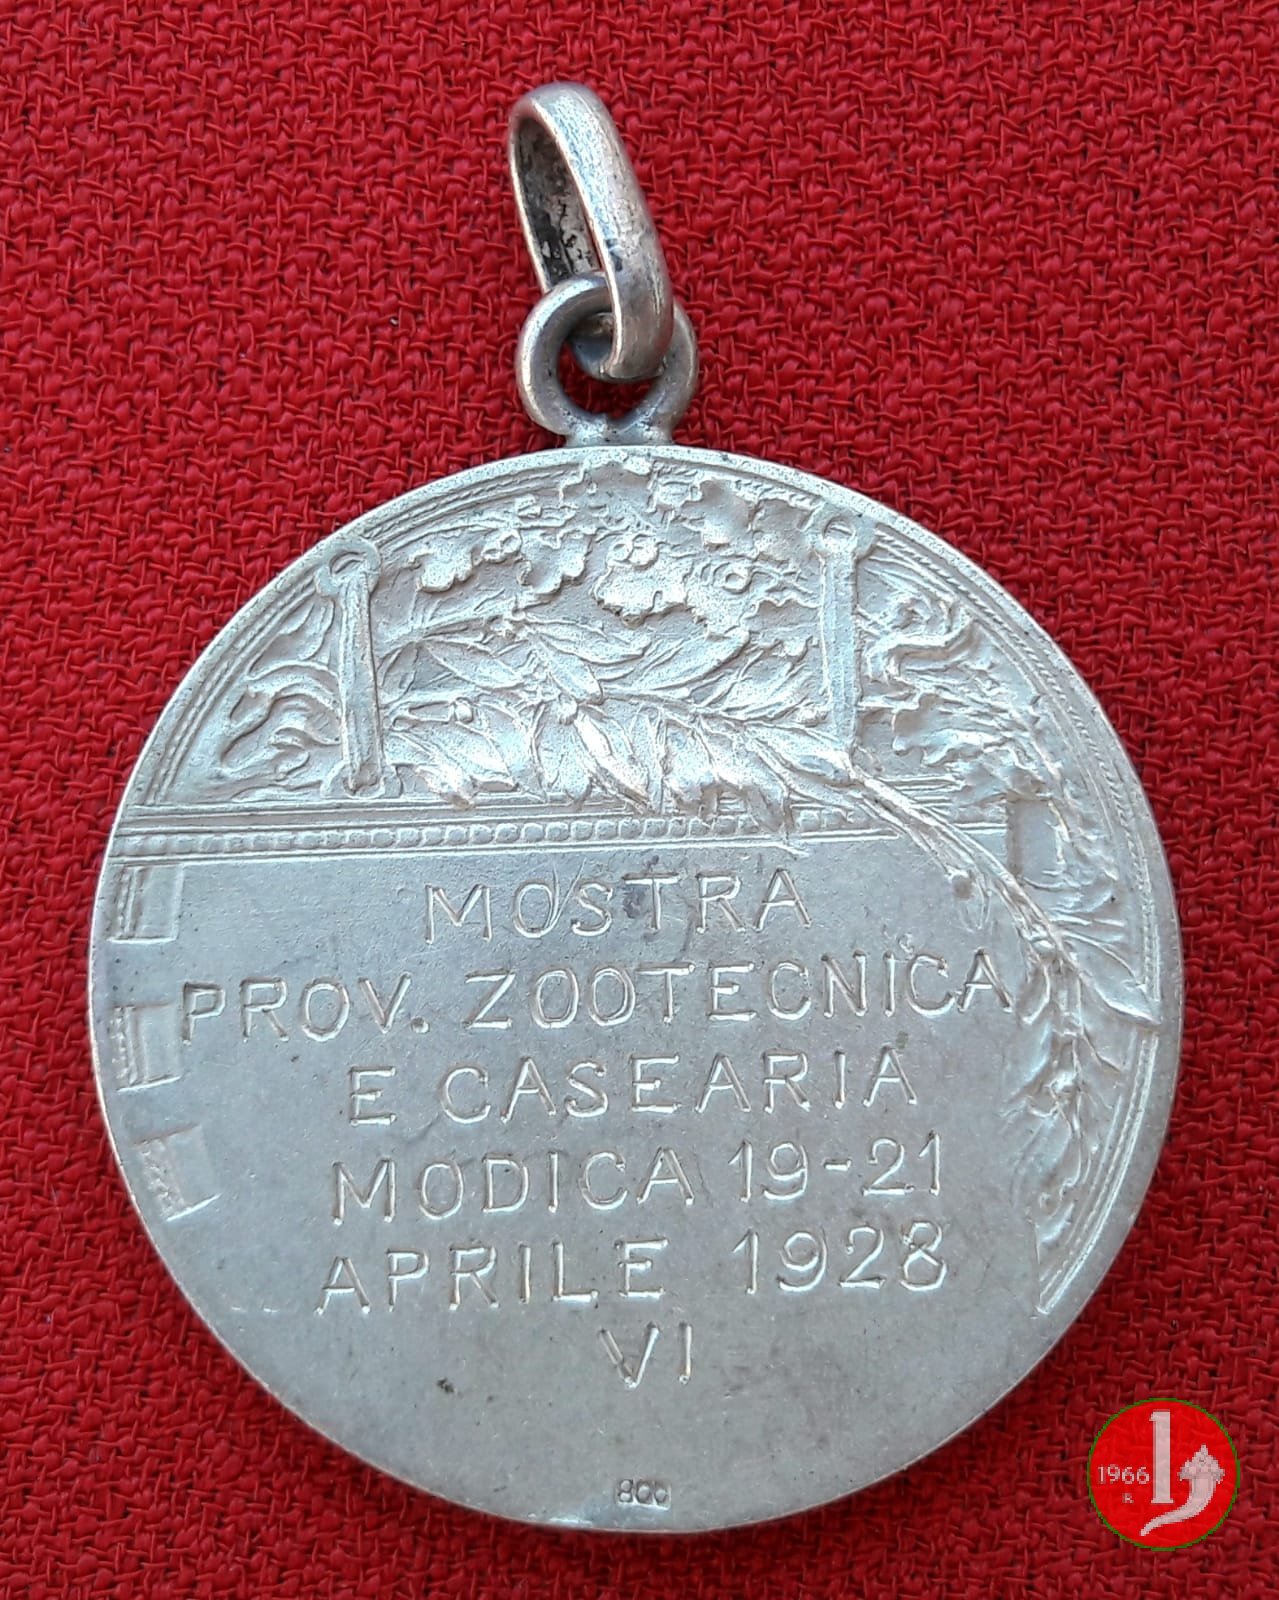 MOSTRA
PROV. ZOOTECNICA
E CASEARIA
MODICA 19-21
APRILE 1928
VI
800
1966
R